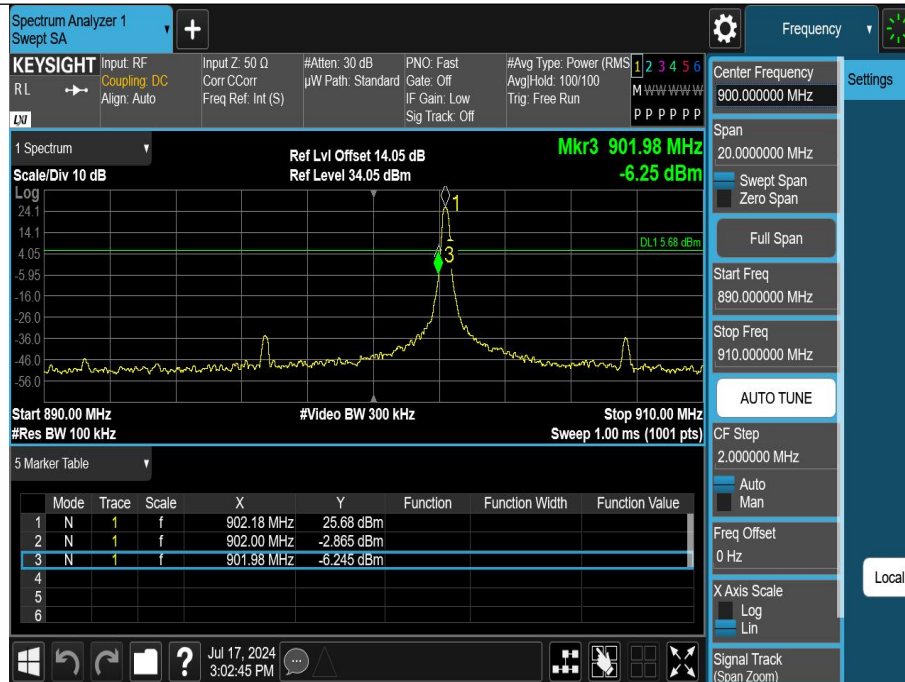 Spectrum Analyzer 1
Swept SA
+
Frequency
KEYSIGHT
RL
LXI
Input: RF
Coupling: DC
Align: Auto
Input Z: 50 Ω
Corr CCorr
Freq Ref: Int (S)
#Atten: 30 dB
µW Path: Standard
PNO: Fast
Gate: Off
IF Gain: Low
Sig Track: Off
#Avg Type: Power (RMS
Avg|Hold: 100/100
Trig: Free Run
1 2 3 4 5 6
M W W W W W
P P P P P P
1 Spectrum
Scale/Div 10 dB
Ref Lvl Offset 14.05 dB
Ref Level 34.05 dBm
Mkr3 901.98 MHz
-6.25 dBm
Log
24.1
14.1
4.05
-5.95
-16.0
-26.0
-36.0
-46.0
-56.0
1
3
DL1 5.68 dBm
Start 890.00 MHz
#Res BW 100 kHz
#Video BW 300 kHz
Stop 910.00 MHz
Sweep 1.00 ms (1001 pts)
5 Marker Table
Mode Trace Scale X Y Function Function Width Function Value
1 N 1 f 902.18 MHz 25.68 dBm
2 N 1 f 902.00 MHz -2.865 dBm
3 N 1 f 901.98 MHz -6.245 dBm
4
5
6
?
Jul 17, 2024
3:02:45 PM
Center Frequency
900.000000 MHz
Settings
Span
20.0000000 MHz
Swept Span
Zero Span
Full Span
Start Freq
890.000000 MHz
Stop Freq
910.000000 MHz
AUTO TUNE
CF Step
2.000000 MHz
Auto
Man
Freq Offset
0 Hz
Local
X Axis Scale
Log
Lin
Signal Track
(Span Zoom)